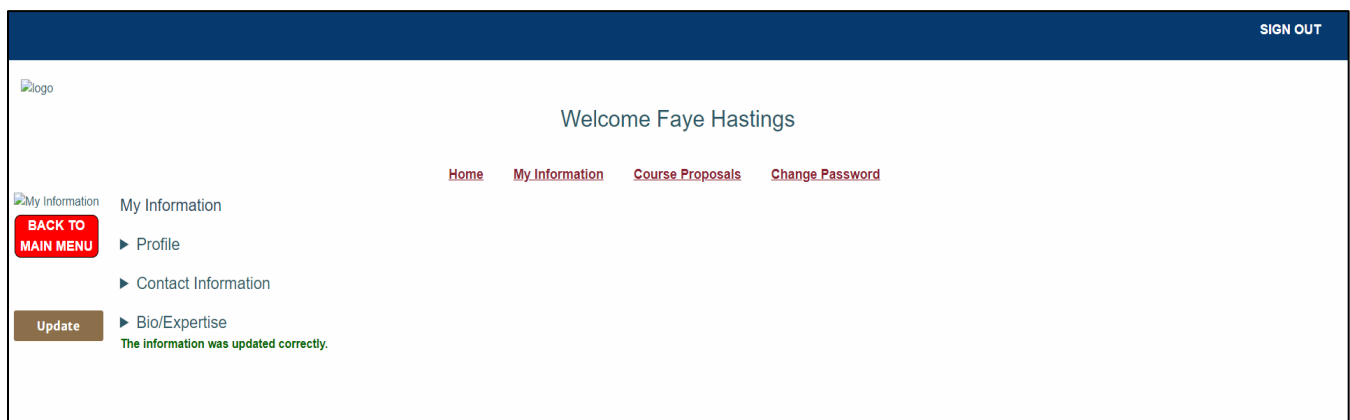 SIGN OUT
logo
Welcome Faye Hastings
Home My Information Course Proposals Change Password
My Information
BACK TO
MAIN MENU
My Information
Profile
Contact Information
Update
Bio/Expertise
The information was updated correctly.